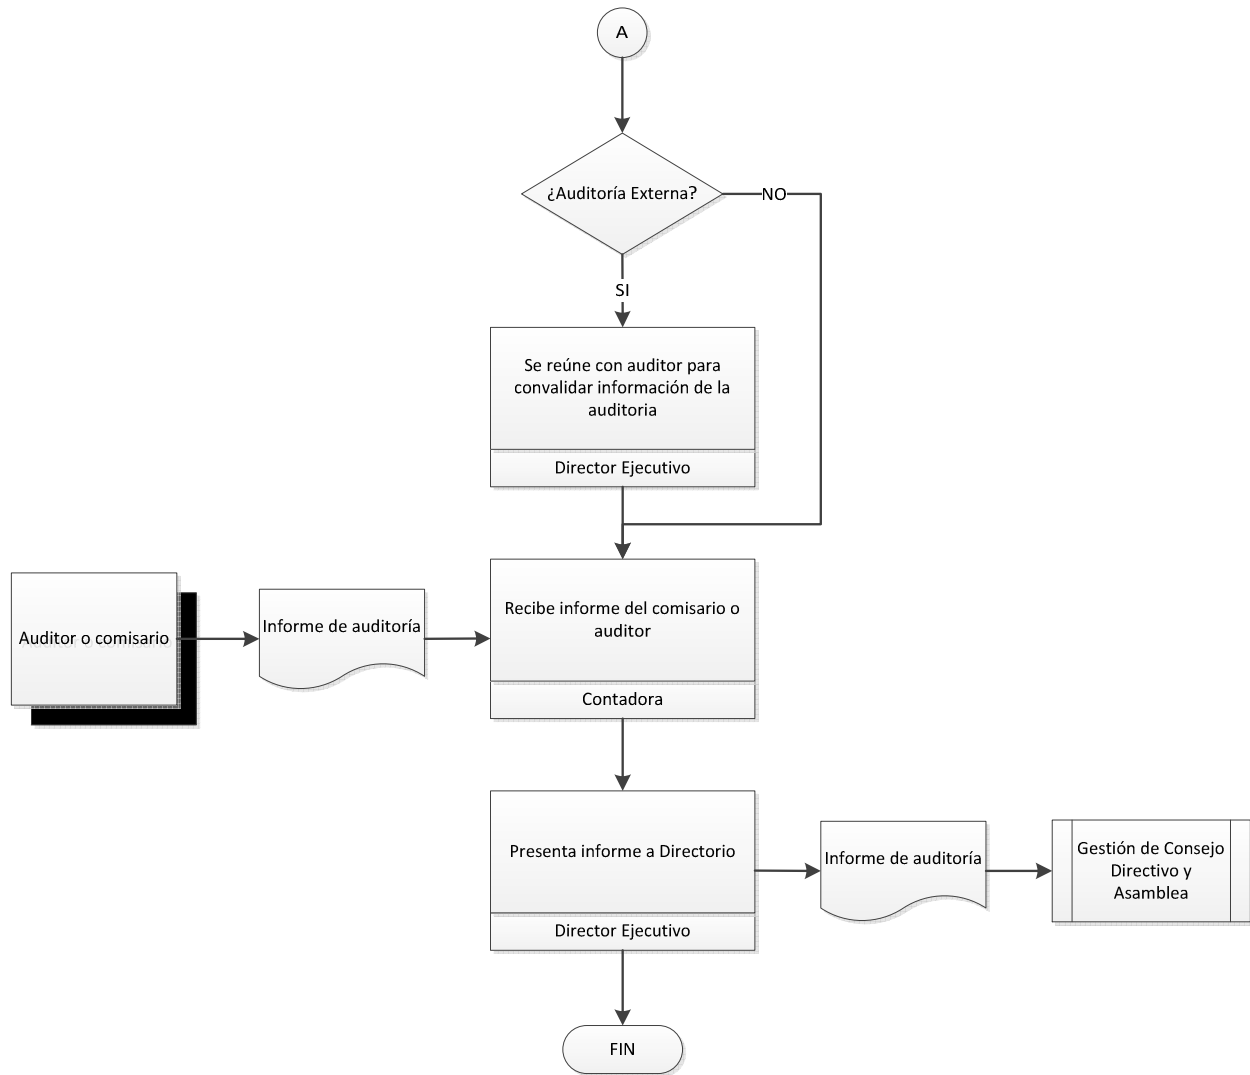 A
¿Auditoría Externa?
NO
SI
Se reúne con auditor para
convalidar información de la
auditoria
Director Ejecutivo
Auditor o comisario
Informe de auditoría
Recibe informe del comisario o
auditor
Contadora
Presenta informe a Directorio
Director Ejecutivo
Informe de auditoría
Gestión de Consejo
Directivo y
Asamblea
FIN